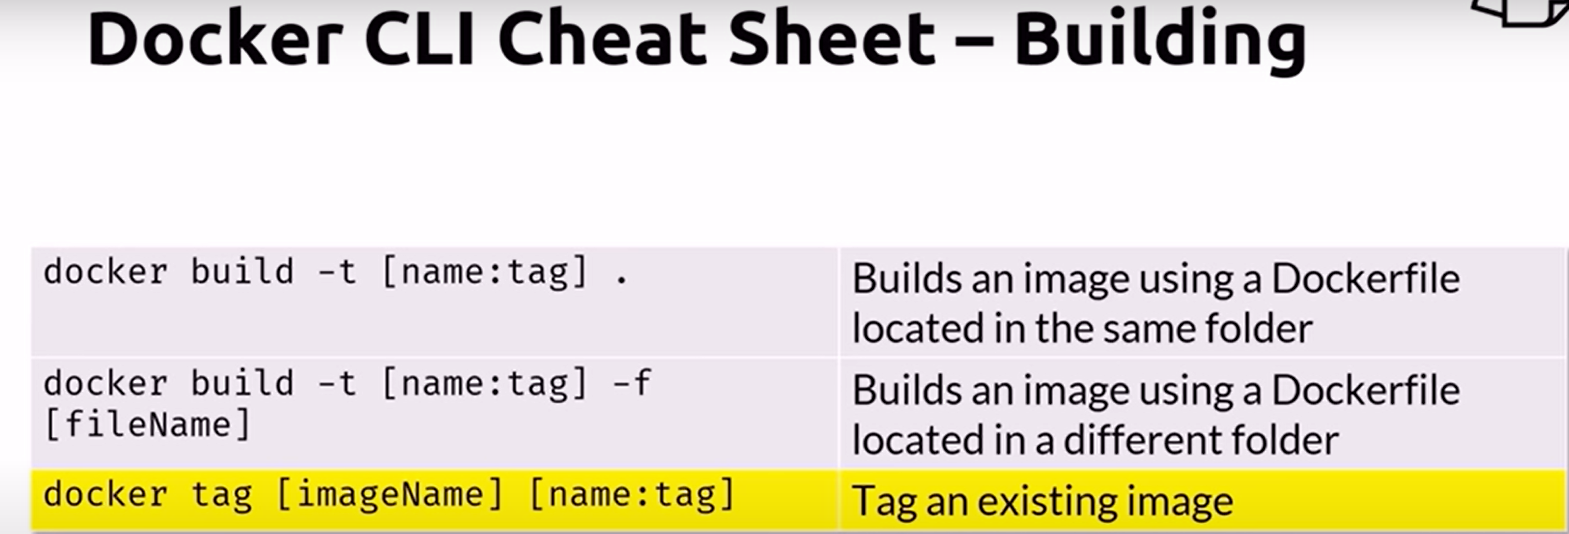 Docker CLI Cheat Sheet – Building
docker build -t [name:tag] .
Builds an image using a Dockerfile
located in the same folder
docker build -t [name:tag] -f
[fileName]
Builds an image using a Dockerfile
located in a different folder
docker tag [imageName] [name:tag]
Tag an existing image